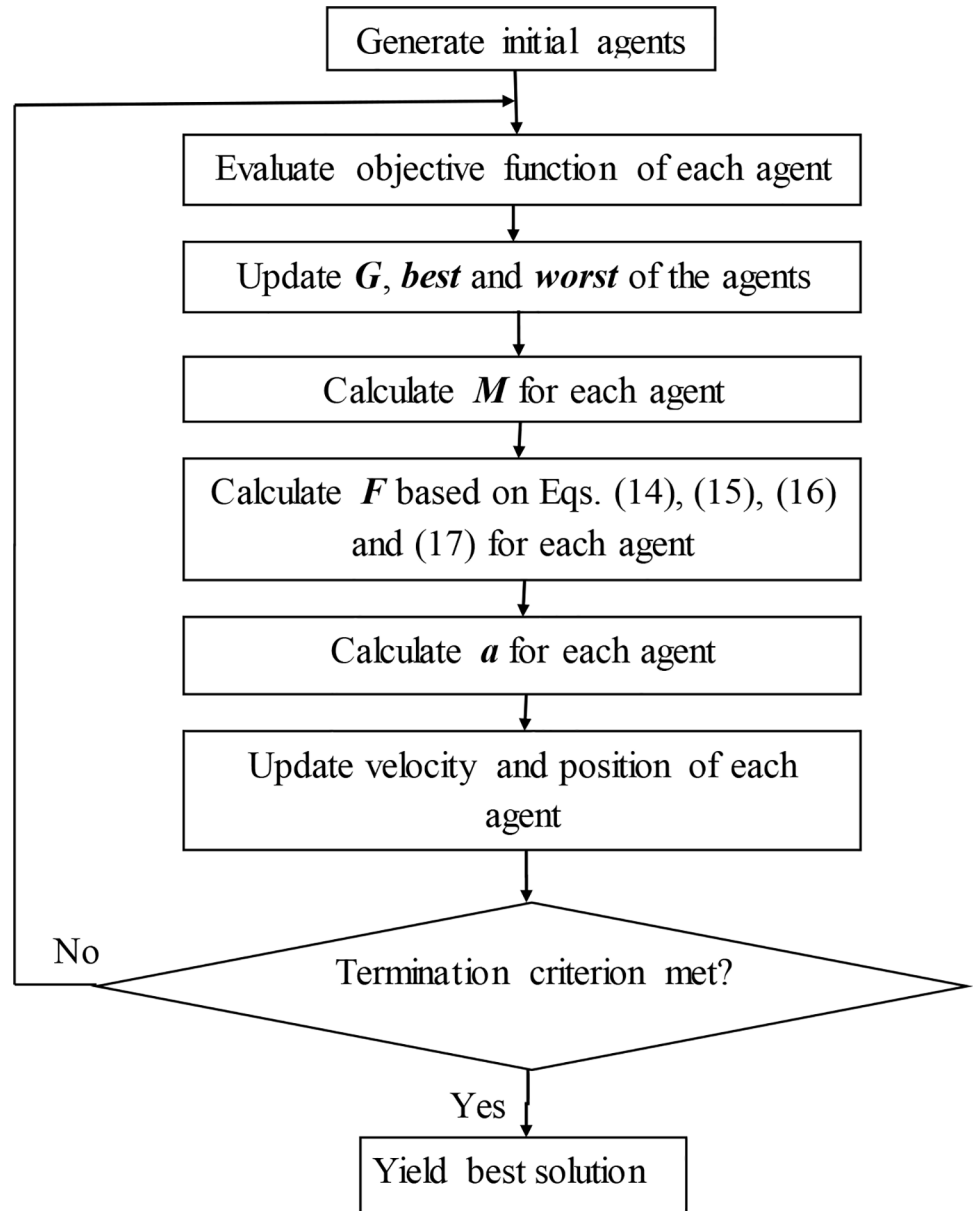 Generate initial agents
Evaluate objective function of each agent
Update G, best and worst of the agents
Calculate M for each agent
Calculate F based on Eqs. (14), (15), (16)
and (17) for each agent
Calculate a for each agent
Update velocity and position of each
agent
No
Termination criterion met?
Yes
Yield best solution